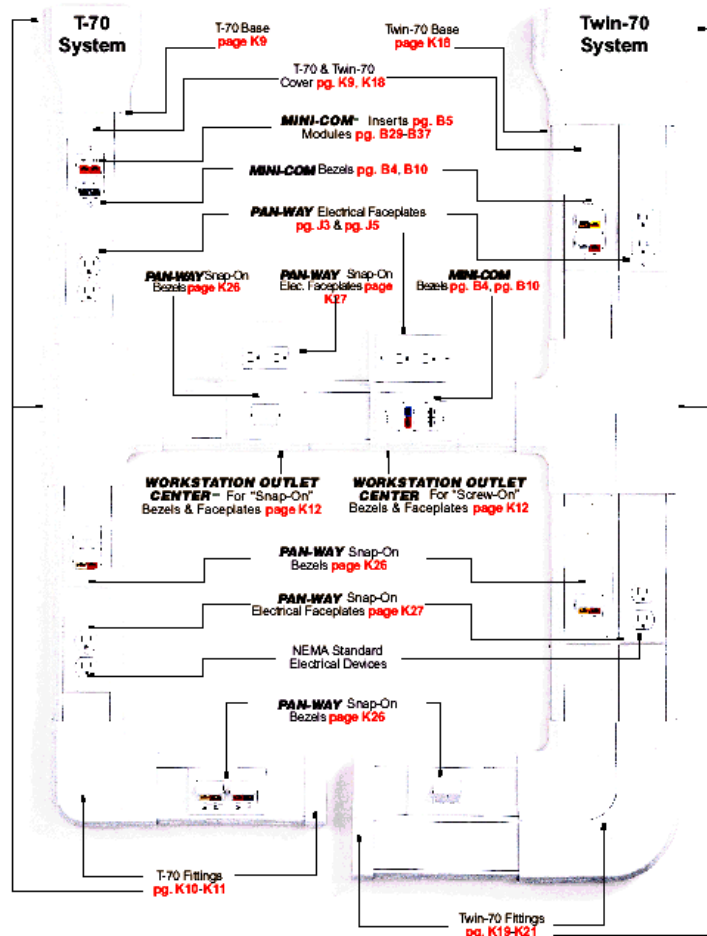 T-70
System
Twin-70
System
T-70 Base
page K9
Twin-70 Base
page K18
T-70 & Twin-70
Cover pg. K9, K18
MINI-COM™ Inserts pg. B5
Modules pg. B29-B37
MINI-COM Bezels pg. B4, B10
PAN-WAY Electrical Faceplates
pg. J3 & pg. J5
PAN-WAY Snap-On
Bezels page K26
PAN-WAY Snap-On
Elec. Faceplates page
K27
MINI-COM
Bezels pg. B4, pg. B10
WORKSTATION OUTLET
CENTER™ For "Snap-On"
Bezels & Faceplates page K12
WORKSTATION OUTLET
CENTER For "Screw-On"
Bezels & Faceplates page K12
PAN-WAY Snap-On
Bezels page K26
PAN-WAY Snap-On
Electrical Faceplates page K27
NEMA Standard
Electrical Devices
PAN-WAY Snap-On
Bezels page K26
T-70 Fittings
pg. K10-K11
Twin-70 Fittings
pg. K19-K21